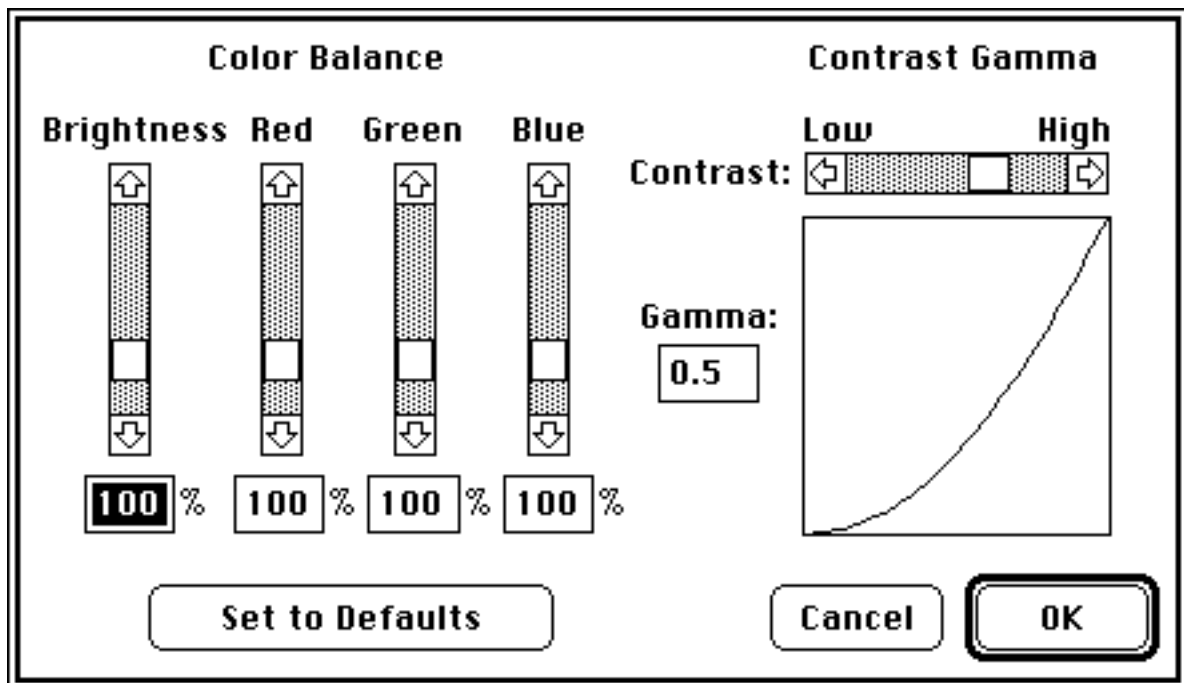 Color Balance
Contrast Gamma
Brightness Red Green Blue
Low High
Contrast:
Gamma:
0.5
100 % 100 % 100 % 100 %
Set to Defaults
Cancel
OK